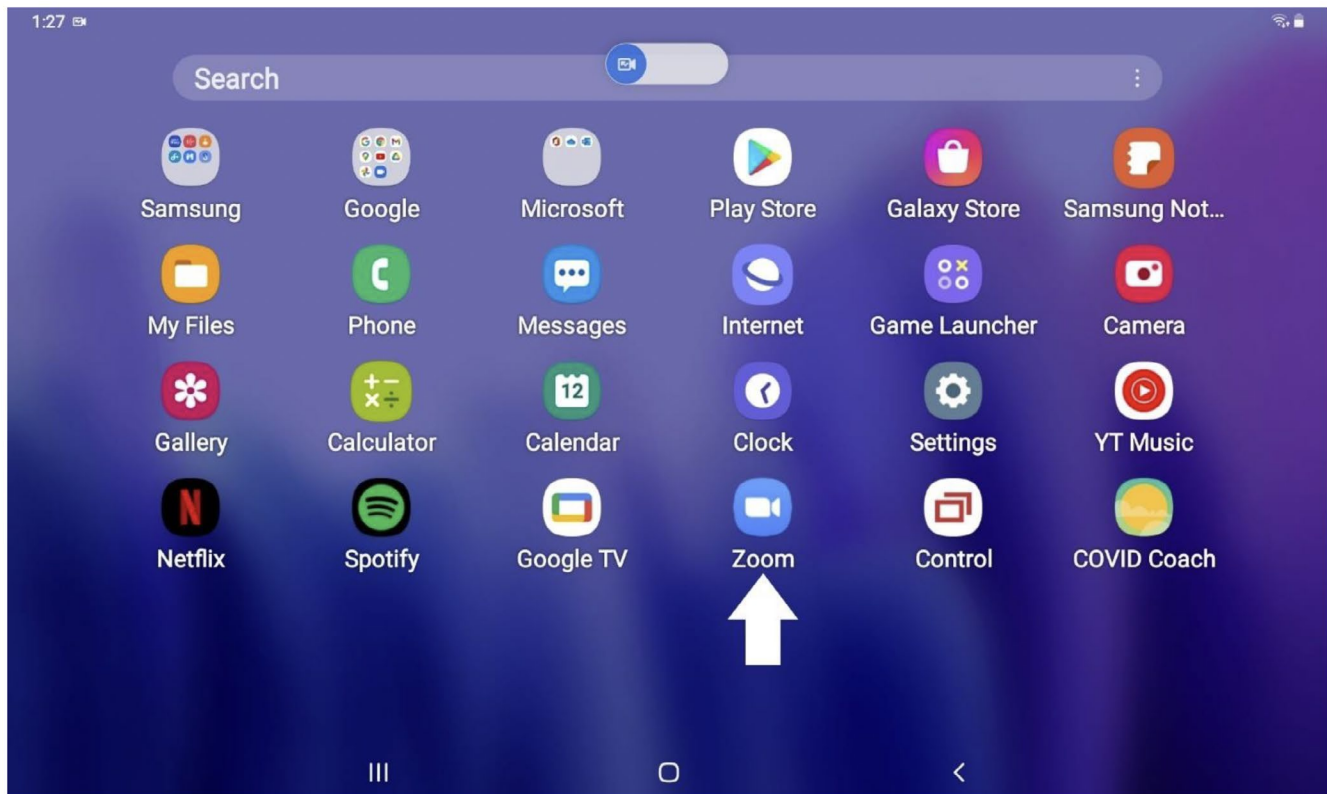 1:27
Search
Samsung Google Microsoft Play Store Galaxy Store Samsung Not...
My Files Phone Messages Internet Game Launcher Camera
12
Gallery Calculator Calendar Clock Settings YT Music
N
Netflix Spotify Google TV Zoom Control COVID Coach